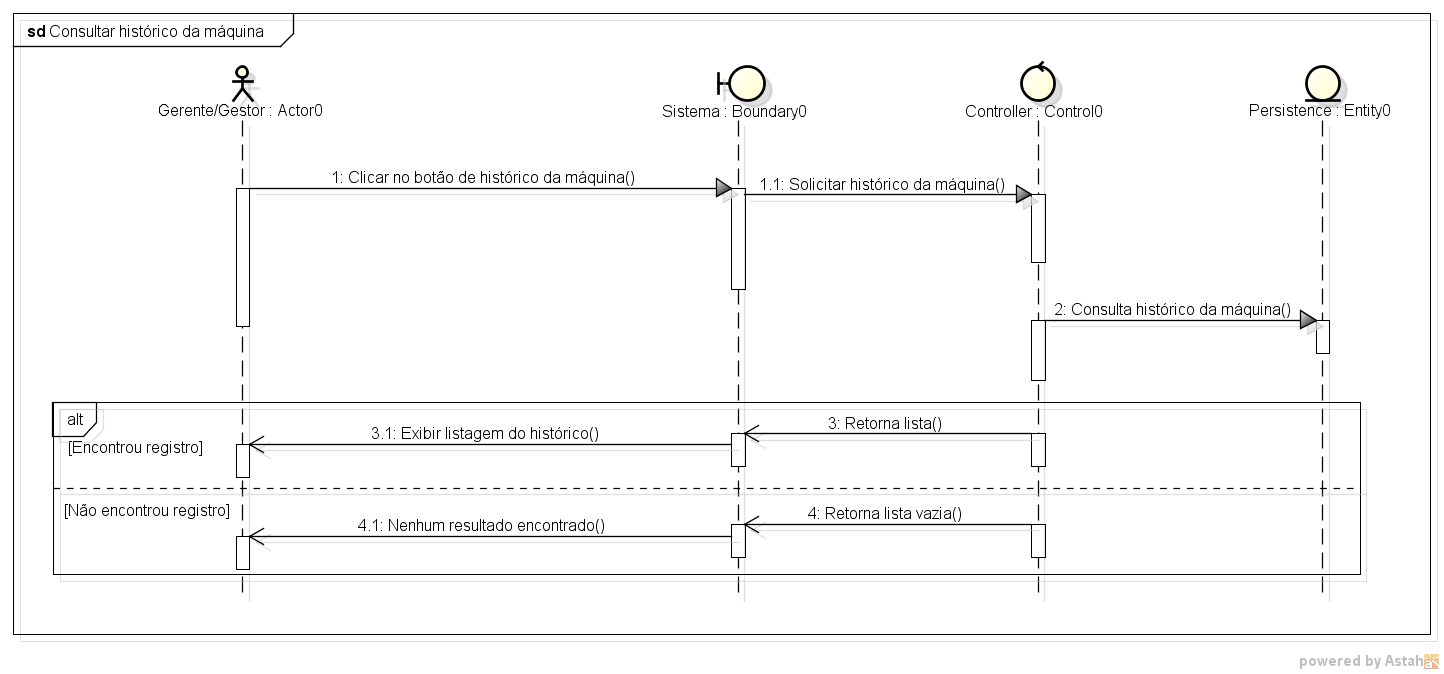 sd Consultar histórico da máquina
Gerente/Gestor : Actor0
Sistema : Boundary0
Controller : Control0
Persistence : Entity0
1: Clicar no botão de histórico da máquina()
1.1: Solicitar histórico da máquina()
2: Consulta histórico da máquina()
alt
[Encontrou registro]
3: Retorna lista()
3.1: Exibir listagem do histórico()
[Não encontrou registro]
4: Retorna lista vazia()
4.1: Nenhum resultado encontrado()
powered by Astah